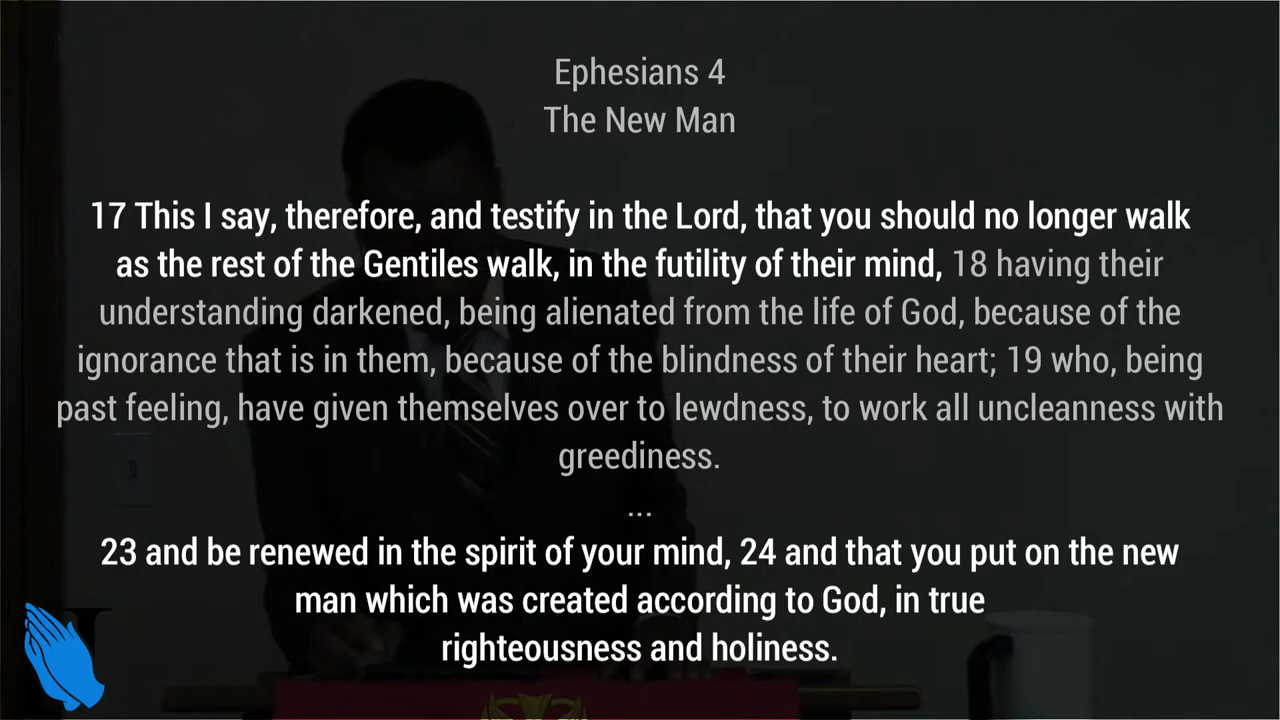 Ephesians 4
The New Man
17 This I say, therefore, and testify in the Lord, that you should no longer walk
as the rest of the Gentiles walk, in the futility of their mind, 18 having their
understanding darkened, being alienated from the life of God, because of the
ignorance that is in them, because of the blindness of their heart; 19 who, being
past feeling, have given themselves over to lewdness, to work all uncleanness with
greediness.
...
23 and be renewed in the spirit of your mind, 24 and that you put on the new
man which was created according to God, in true
righteousness and holiness.